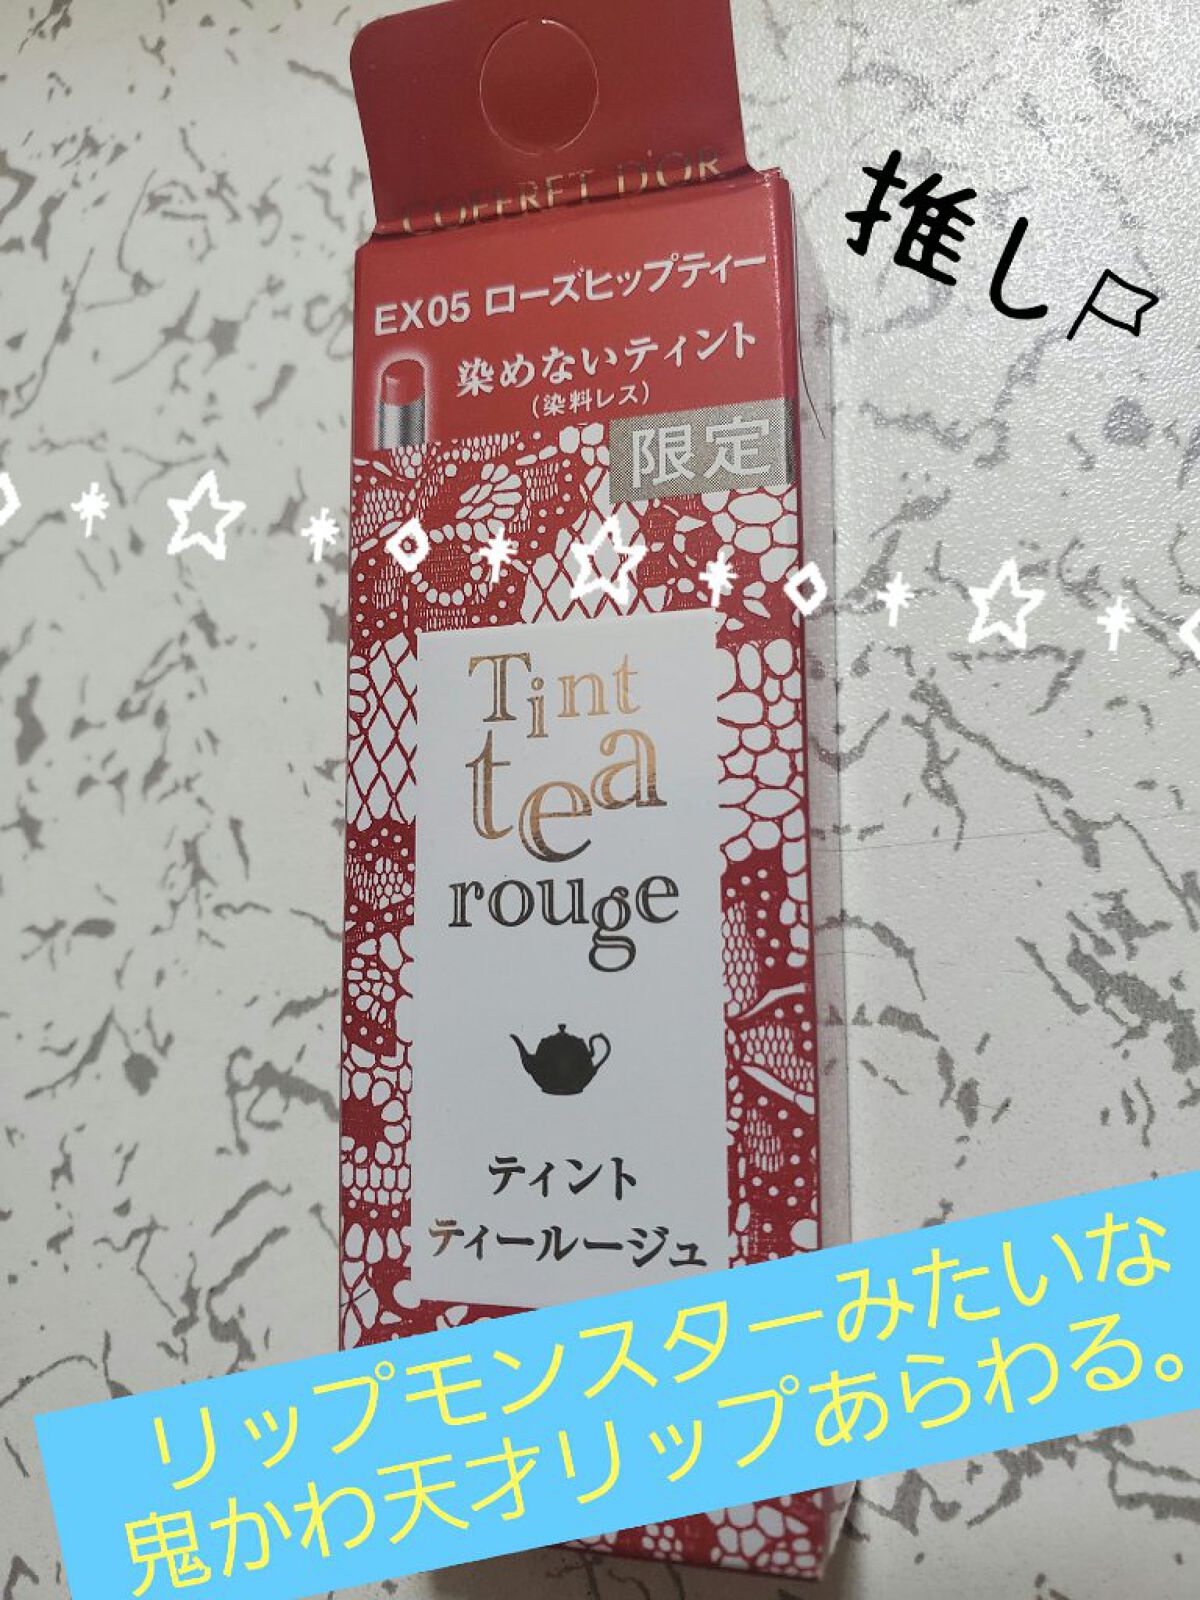 COFFRET D'OR
推し
EX05 ローズヒップティー
染めないティント
(染料レス)
限定
Tint
tea
rouge
ティント
ティールージュ
リップモンスターみたいな
鬼かわ天才リップあらわる。